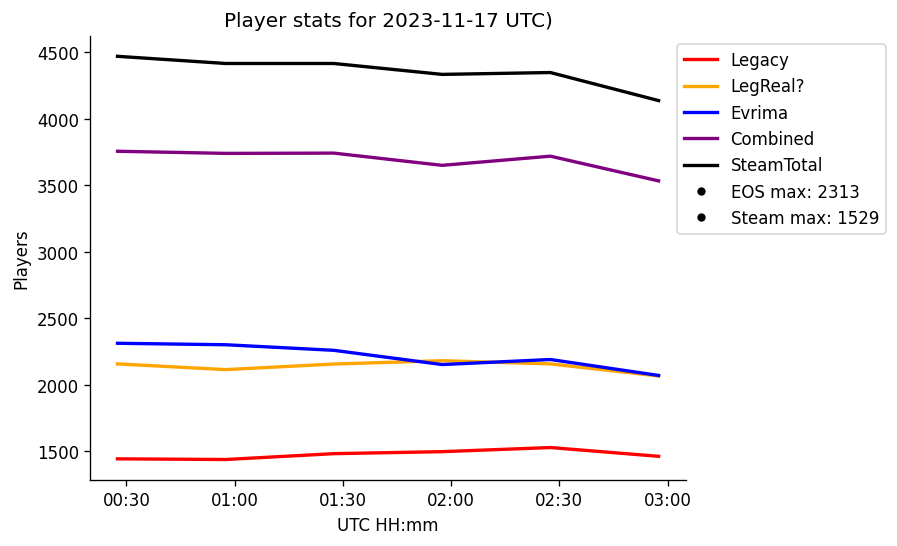 Player stats for 2023-11-17 UTC)
4500
4000
3500
3000
2500
2000
1500
Players
00:30 01:00 01:30 02:00 02:30 03:00
UTC HH:mm
Legacy
LegReal?
Evrima
Combined
SteamTotal
EOS max: 2313
Steam max: 1529